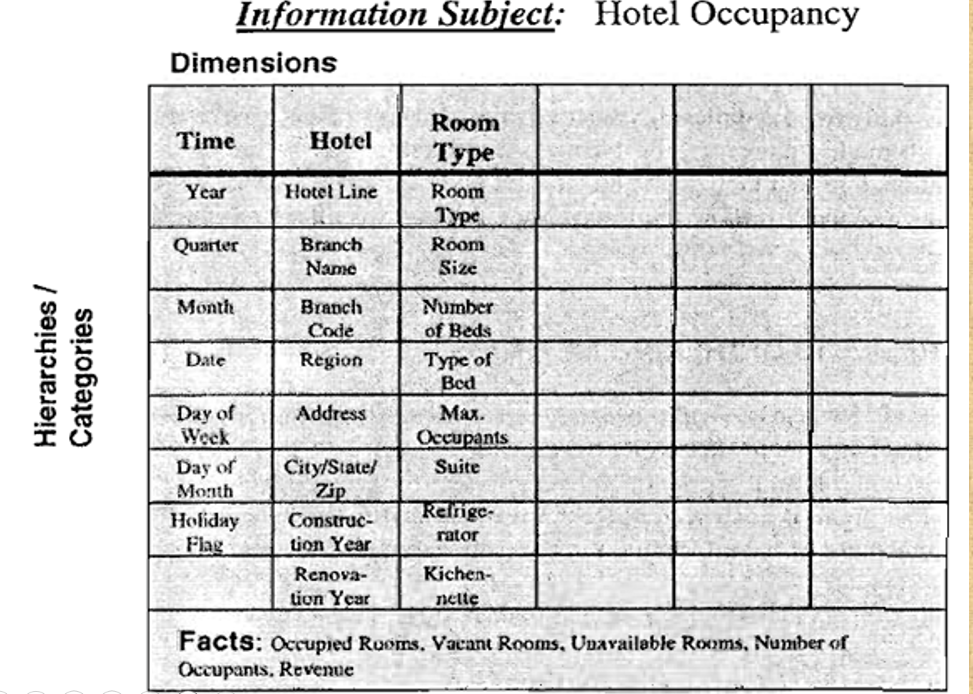 Information Subject: Hotel Occupancy
Dimensions
Hierarchies /
Categories
Time Hotel Room
Type
Year Hotel Line Room
Type
Quarter Branch
Name Room
Size
Month Branch
Code Number
of Beds
Date Region Type of
Bed
Day of
Week Address Max.
Occupants
Day of
Month City/State/
Zip Suite
Holiday
Flag Construc-
tion Year Refrige-
rator
Renova-
tion Year Kichen-
nette
Facts: Occupied Rooms, Vacant Rooms, Unavailable Rooms, Number of
Occupants, Revenue